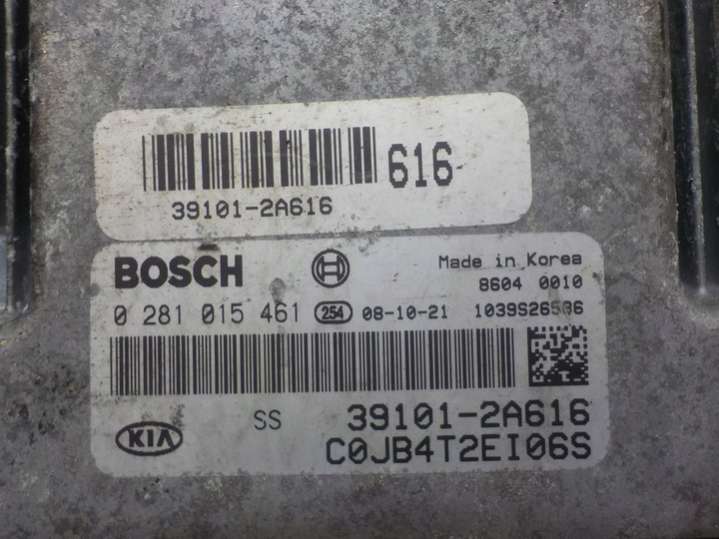 616
39101-2A616
BOSCH
Made in Korea
8604 0010
0 281 015 461 254 08-10-21 1039S26506
KIA SS 39101-2A616
C0JB4T2EI06S